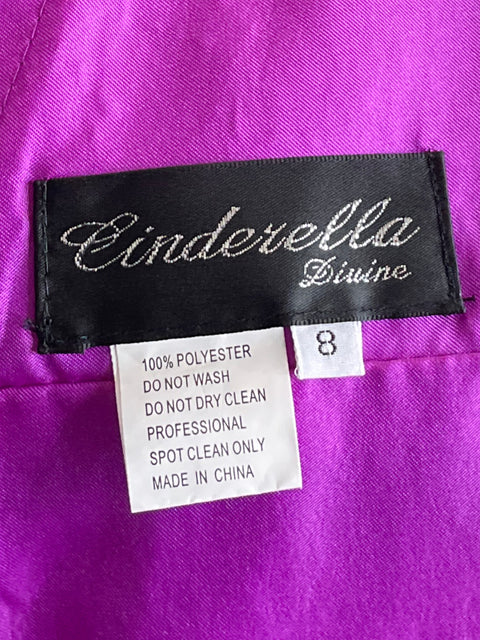 Cinderella
Divine
8
100% POLYESTER
DO NOT WASH
DO NOT DRY CLEAN
PROFESSIONAL
SPOT CLEAN ONLY
MADE IN CHINA